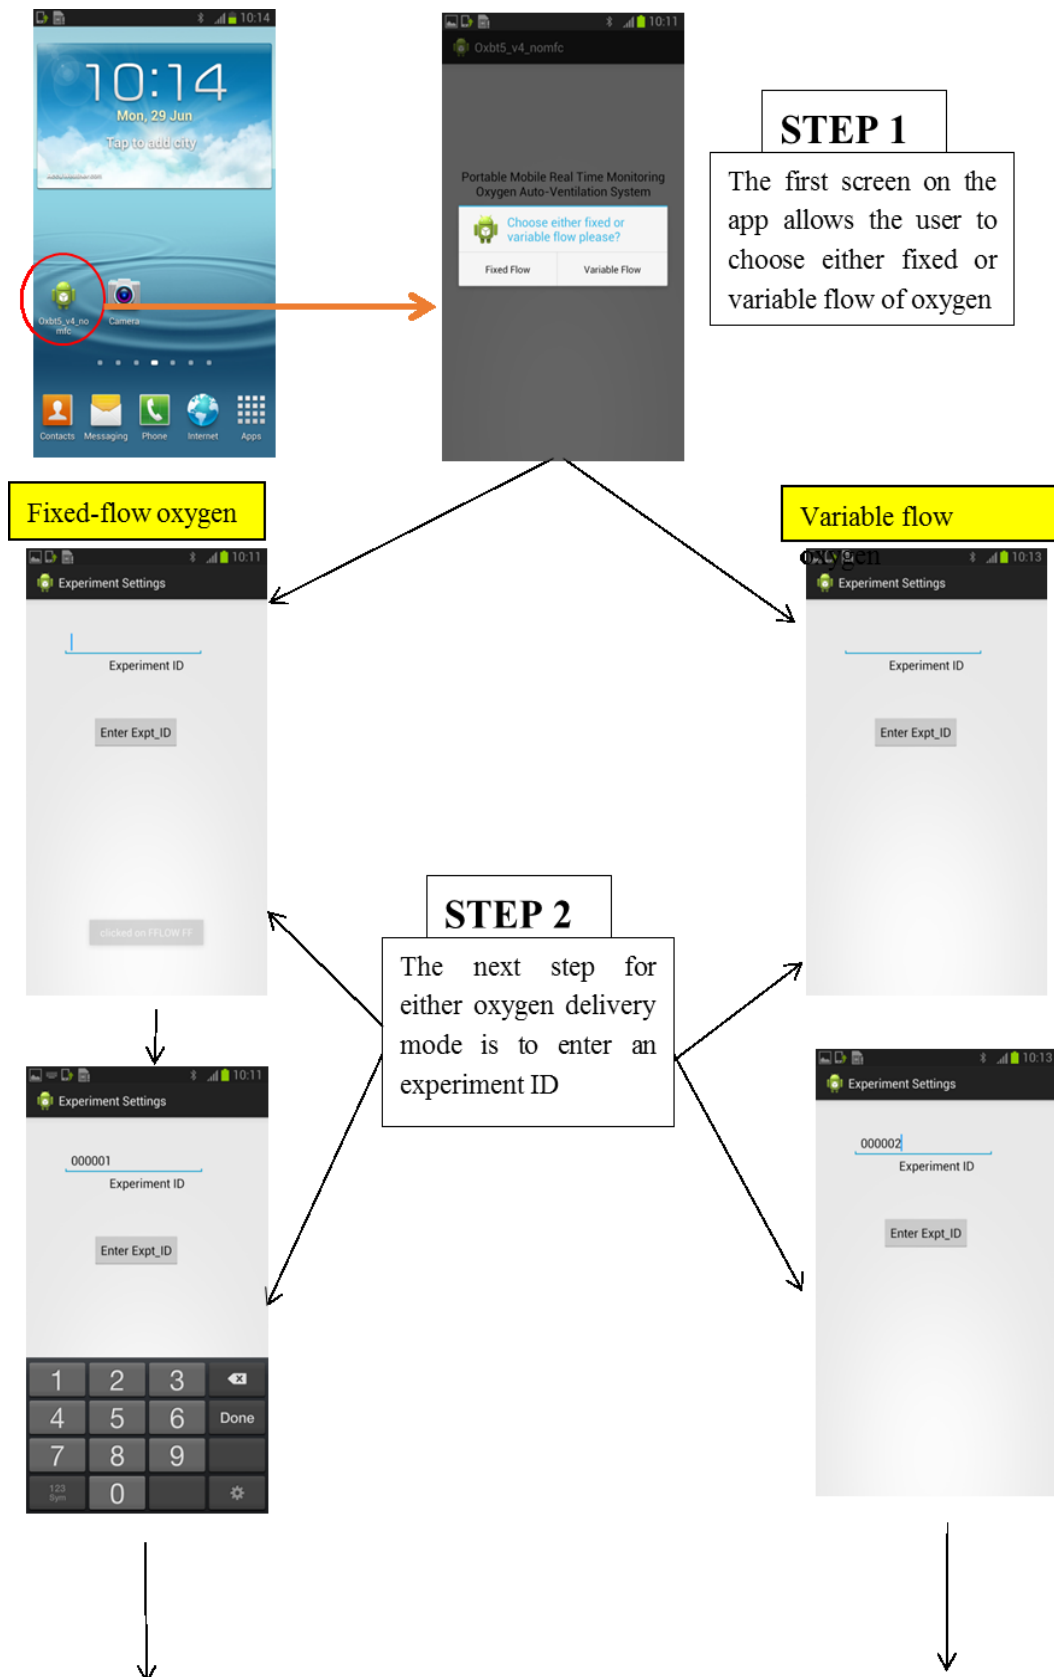 10:14
10:14
Mon, 29 Jun
Tap to add city
Oxbt5_v4_no
mfc
Camera
Contacts
Messaging
Phone
Internet
Apps
10:11
Oxbt5_v4_nomfc
Portable Mobile Real Time Monitoring
Oxygen Auto-Ventilation System
Choose either fixed or
variable flow please?
Fixed Flow
Variable Flow
STEP 1
The first screen on the
app allows the user to
choose either fixed or
variable flow of oxygen
Fixed-flow oxygen
10:11
Experiment Settings
Experiment ID
Enter Expt_ID
clicked on FFLOW FF
Variable flow
oxygen
10:13
Experiment Settings
Experiment ID
Enter Expt_ID
STEP 2
The next step for
either oxygen delivery
mode is to enter an
experiment ID
10:11
Experiment Settings
000001
Experiment ID
Enter Expt_ID
1 2 3
4 5 6 Done
7 8 9
123
Sym
0
10:13
Experiment Settings
000002
Experiment ID
Enter Expt_ID